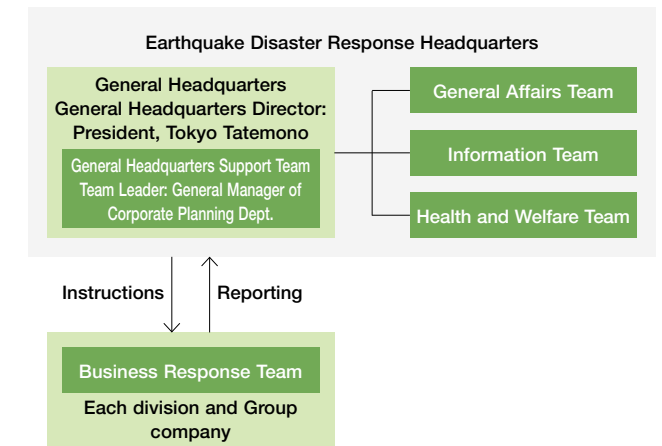 Earthquake Disaster Response Headquarters
General Headquarters
General Headquarters Director:
President, Tokyo Tatemono
General Headquarters Support Team
Team Leader: General Manager of
Corporate Planning Dept.
General Affairs Team
Information Team
Health and Welfare Team
Instructions
Reporting
Business Response Team
Each division and Group
company